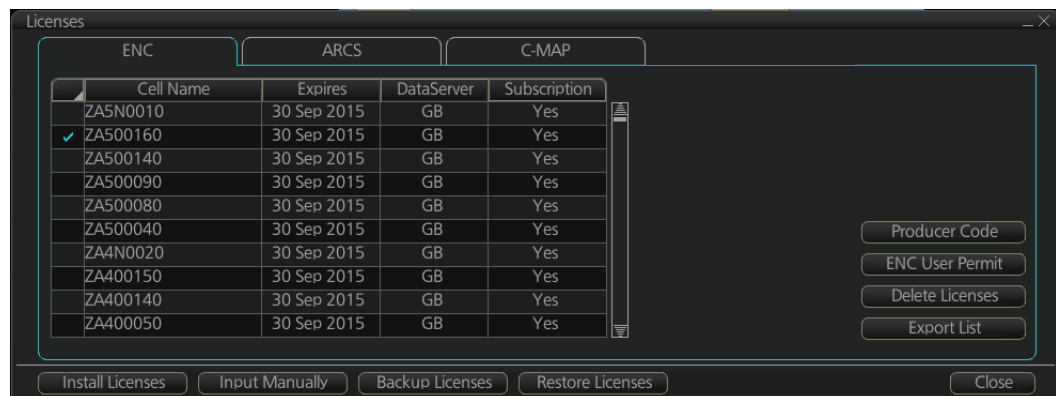 Licenses
ENC ARCS C-MAP
Cell Name Expires DataServer Subscription
ZA5N0010 30 Sep 2015 GB Yes
ZA500160 30 Sep 2015 GB Yes
ZA500140 30 Sep 2015 GB Yes
ZA500090 30 Sep 2015 GB Yes
ZA500080 30 Sep 2015 GB Yes
ZA500040 30 Sep 2015 GB Yes
ZA4N0020 30 Sep 2015 GB Yes
ZA400150 30 Sep 2015 GB Yes
ZA400140 30 Sep 2015 GB Yes
ZA400050 30 Sep 2015 GB Yes
Producer Code
ENC User Permit
Delete Licenses
Export List
Install Licenses Input Manually Backup Licenses Restore Licenses Close